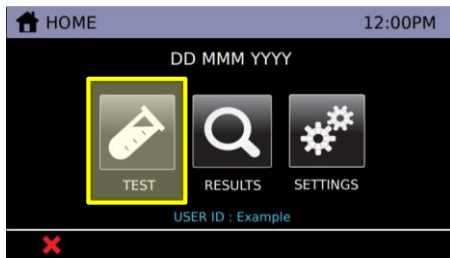 HOME 12:00PM
DD MMM YYYY
TEST RESULTS SETTINGS
USER ID : Example